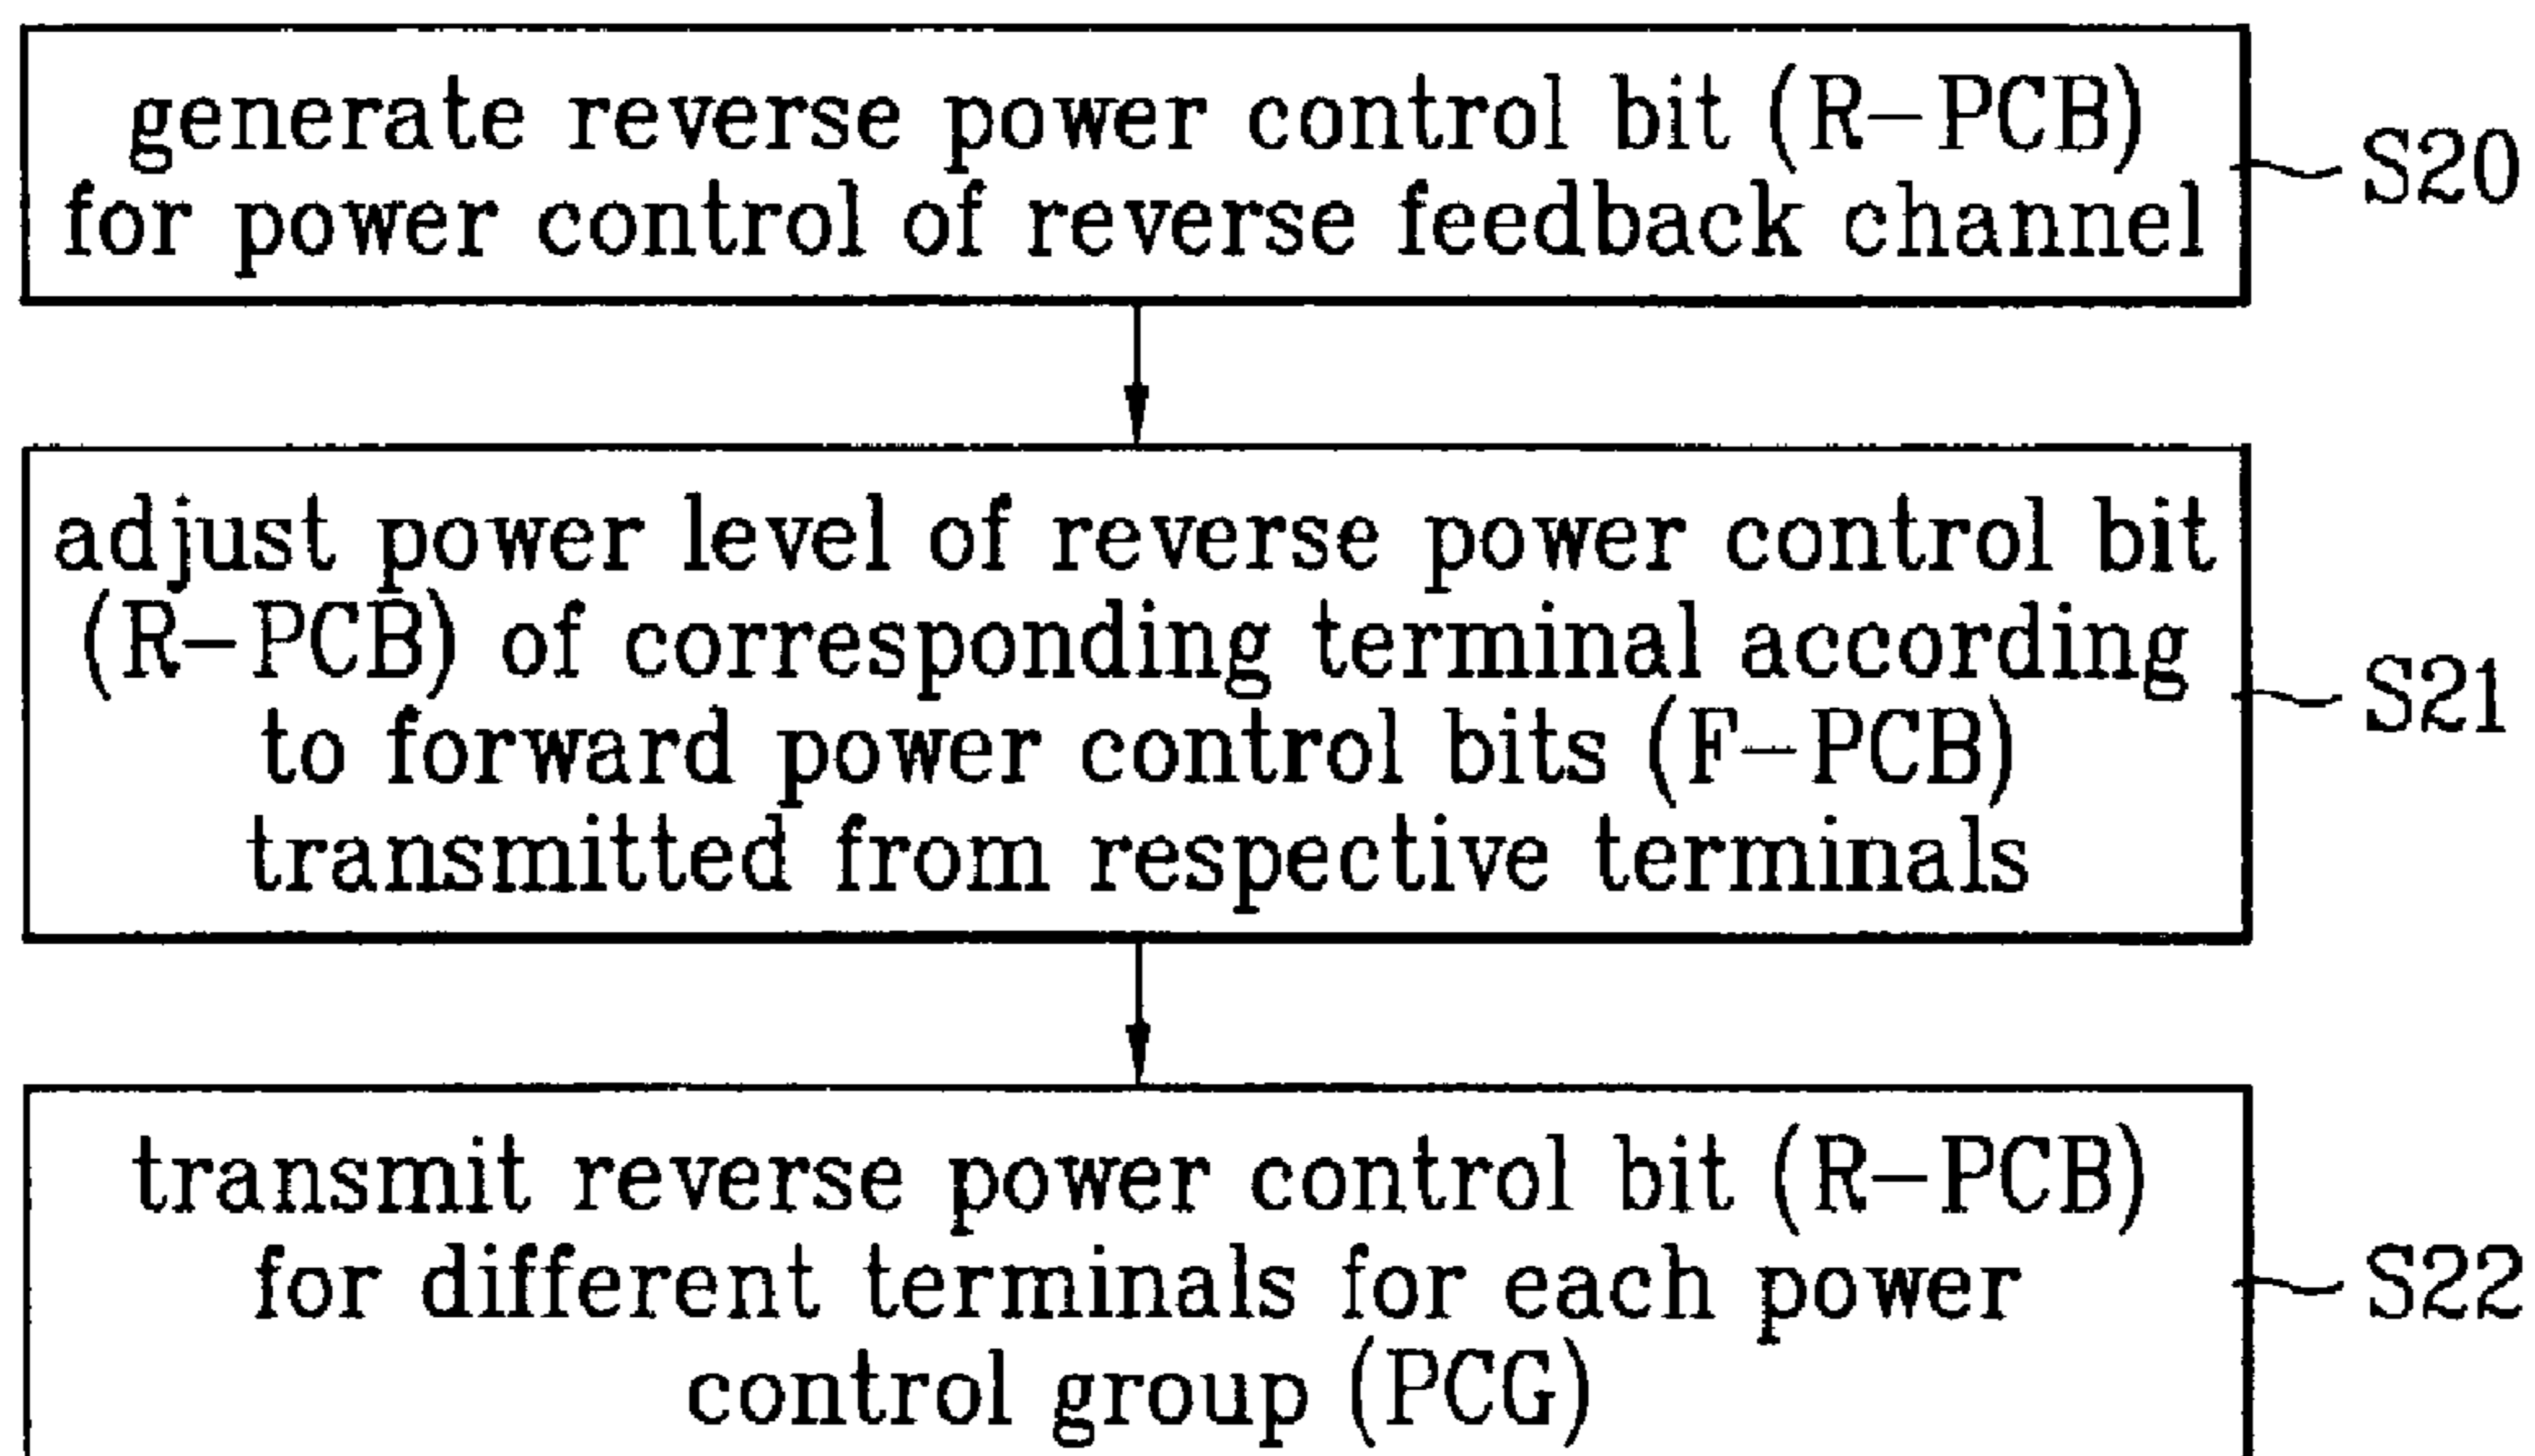 generate reverse power control bit (R-PCB)
for power control of reverse feedback channel
S20
adjust power level of reverse power control bit
(R-PCB) of corresponding terminal according
to forward power control bits (F-PCB)
transmitted from respective terminals
S21
transmit reverse power control bit (R-PCB)
for different terminals for each power
control group (PCG)
S22